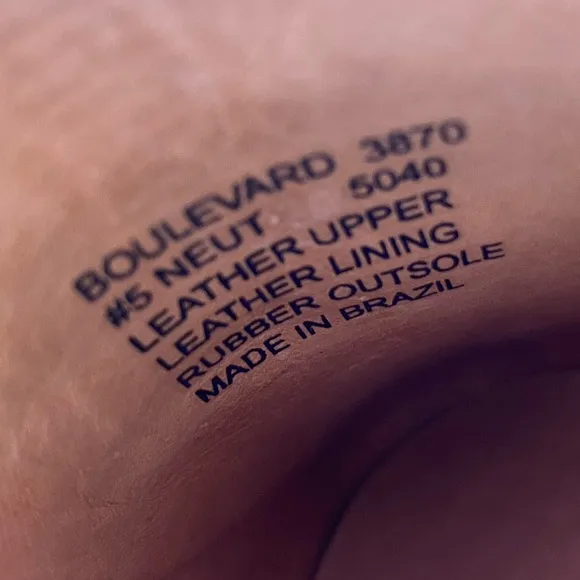 BOULEVARD 3870
#5 NEUT 5040
LEATHER UPPER
LEATHER LINING
RUBBER OUTSOLE
MADE IN BRAZIL